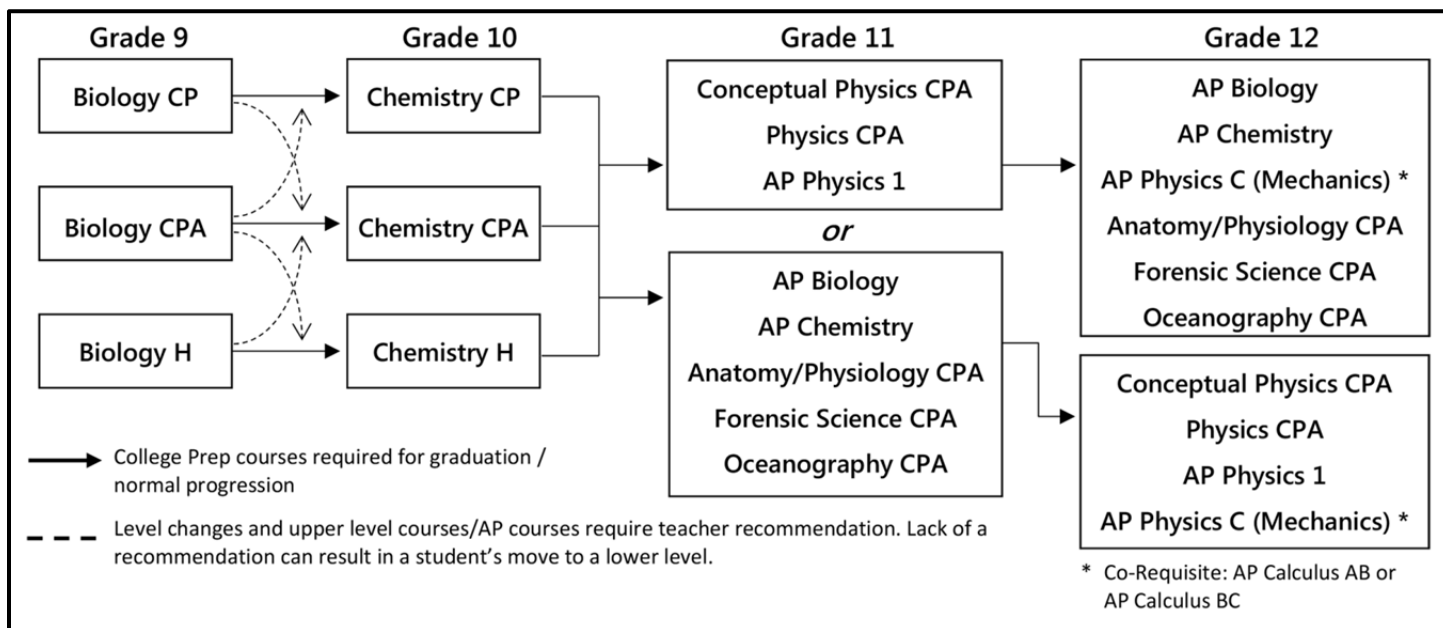 Grade 9
Biology CP
Biology CPA
Biology H
Grade 10
Chemistry CP
Chemistry CPA
Chemistry H
Grade 11
Conceptual Physics CPA
Physics CPA
AP Physics 1
or
AP Biology
AP Chemistry
Anatomy/Physiology CPA
Forensic Science CPA
Oceanography CPA
Grade 12
AP Biology
AP Chemistry
AP Physics C (Mechanics) *
Anatomy/Physiology CPA
Forensic Science CPA
Oceanography CPA
Conceptual Physics CPA
Physics CPA
AP Physics 1
AP Physics C (Mechanics) *
College Prep courses required for graduation /
normal progression
Level changes and upper level courses/AP courses require teacher recommendation. Lack of a
recommendation can result in a student's move to a lower level.
* Co-Requisite: AP Calculus AB or
AP Calculus BC